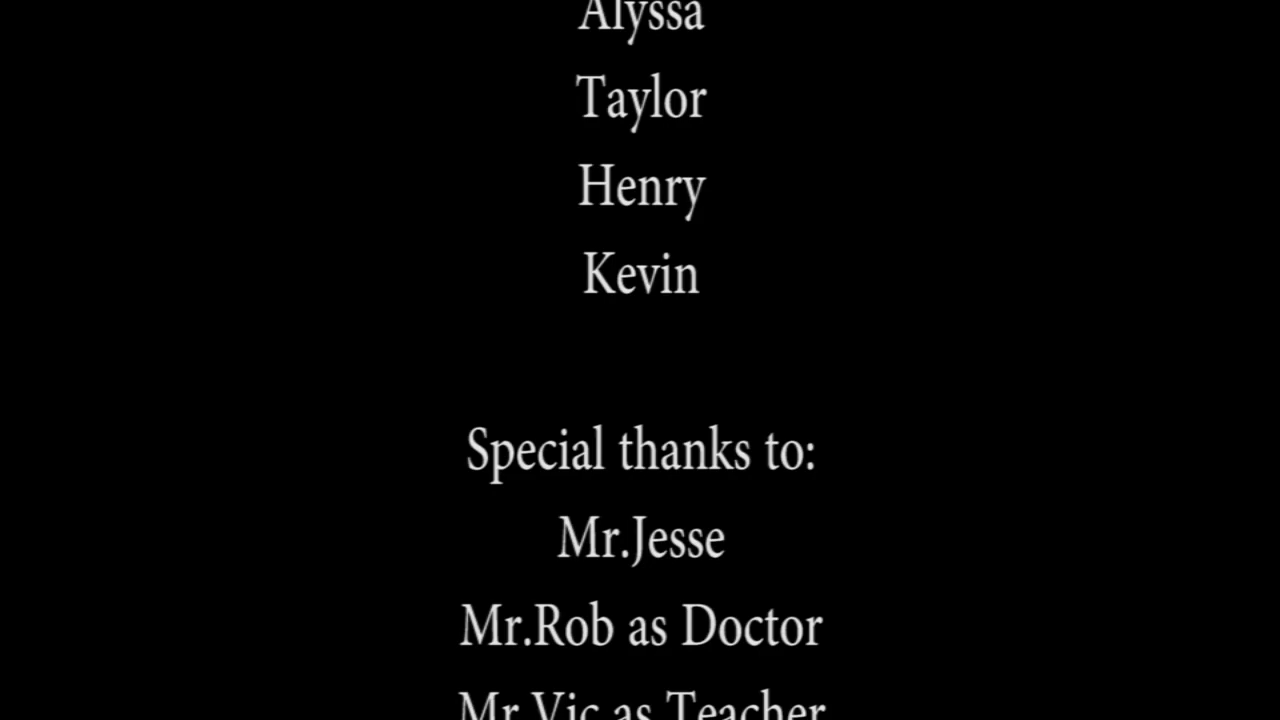 Alyssa
Taylor
Henry
Kevin
Special thanks to:
Mr.Jesse
Mr.Rob as Doctor
Mr.Vic as Teacher